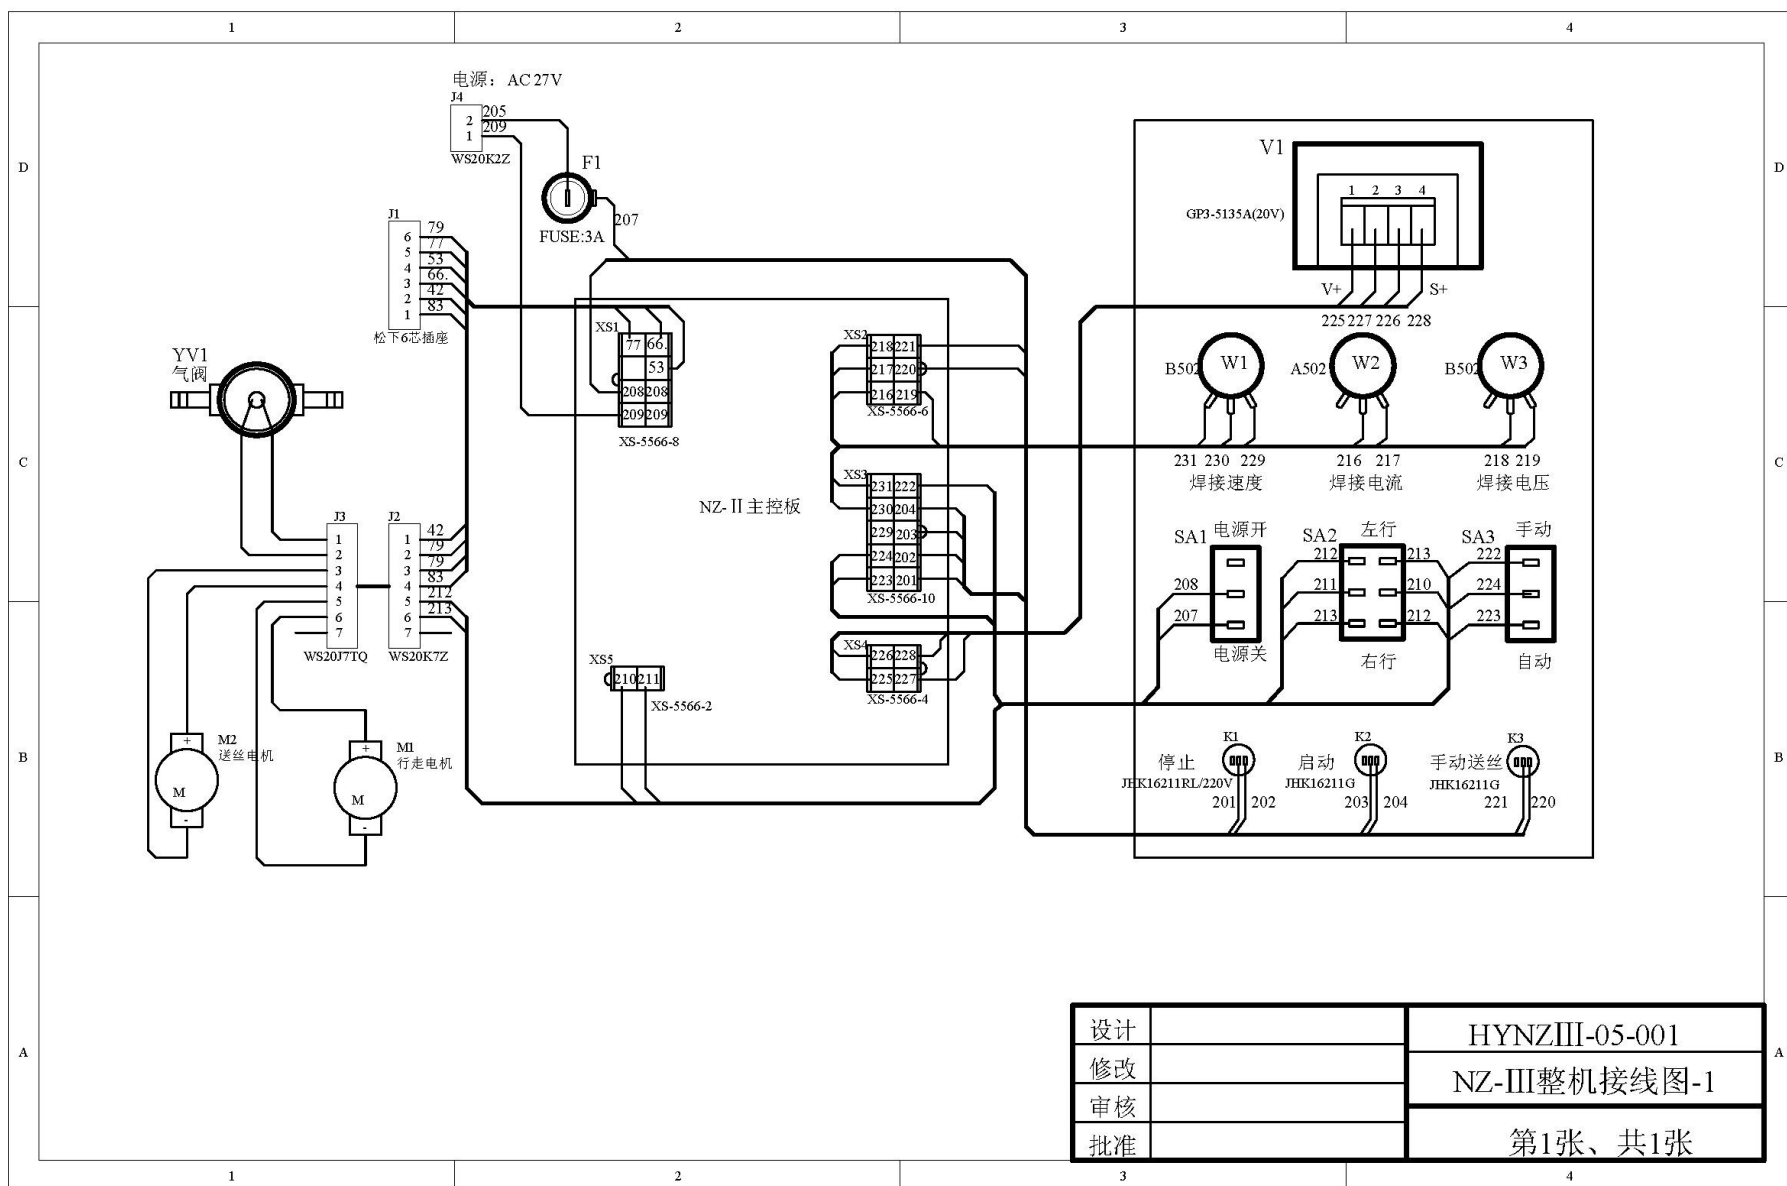 1 2 3 4
电源：AC 27V
J4
2 205
1 209
WS20K2Z
D D
F1
207
FUSE:3A
V1
1 2 3 4
GP3-5135A(20V)
V+ S+
225 227 226 228
J1
6 79
5 77
4 53
3 66.
2 42
1 83
松下6芯插座
XS1
77 66.
53
208 208
209 209
XS-5566-8
XS2
218 221
217 220
216 219
XS-5566-6
YV1
气阀
B502 W1 A502 W2 B502 W3
231 230 229 216 217 218 219
焊接速度 焊接电流 焊接电压
C C
XS3
231 222
230 204
229 203
224 202
223 201
XS-5566-10
NZ-Ⅱ主控板
J3 J2
1 1 42
2 2 79
3 3 79
4 4 83
5 5 212
6 6 213
7 7
WS20J7TQ WS20K7Z
SA1 电源开 SA2 左行 SA3 手动
212 213 222
208 211 210 224
207 213 212 223
电源关 右行 自动
XS4
226 228
225 227
XS-5566-4
XS5
210 211
XS-5566-2
M2
送丝电机
+
M
-
M1
行走电机
+
M
-
B B
K1 K2 K3
停止 启动 手动送丝
JHK16211RL/220V JHK16211G JHK16211G
201 202 203 204 221 220
A A
设计 HYNZⅢ-05-001
修改 NZ-Ⅲ整机接线图-1
审核
批准 第1张、共1张
1 2 3 4